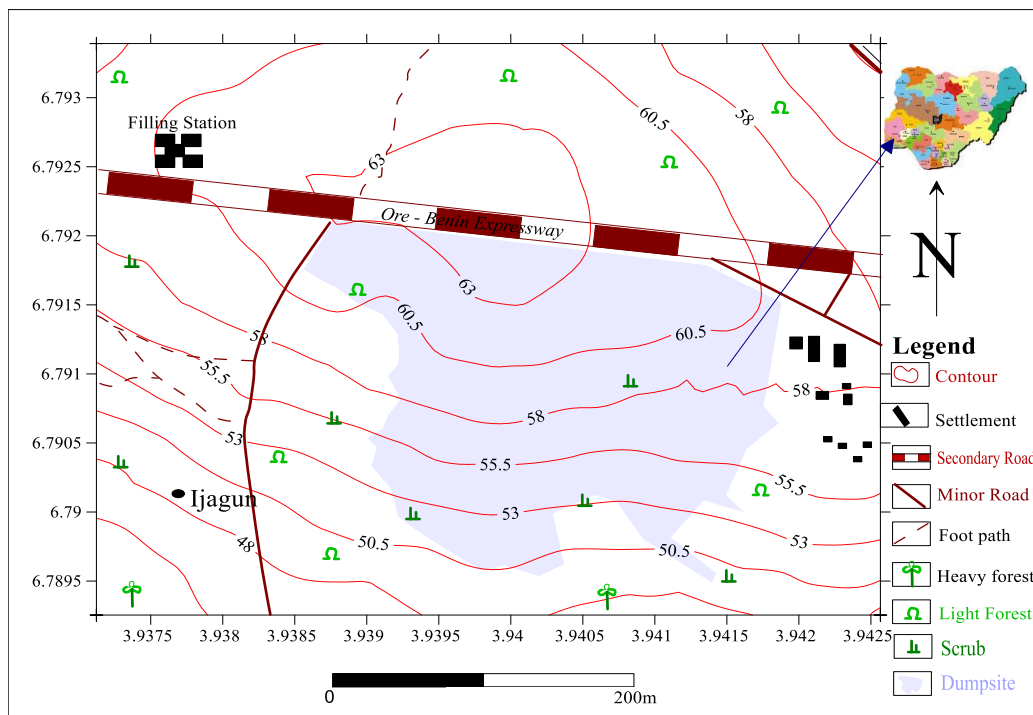 6.793
6.7925
6.792
6.7915
6.791
6.7905
6.79
6.7895
3.9375
3.938
3.9385
3.939
3.9395
3.94
3.9405
3.941
3.9415
3.942
3.9425
Filling Station
Ore - Benin Expressway
Ijagun
63
60.5
58
63
60.5
60.5
58
58
58
55.5
55.5
55.5
53
53
53
50.5
50.5
48
0
200m
N
Legend
Contour
Settlement
Secondary Road
Minor Road
Foot path
Heavy forest
Light Forest
Scrub
Dumpsite